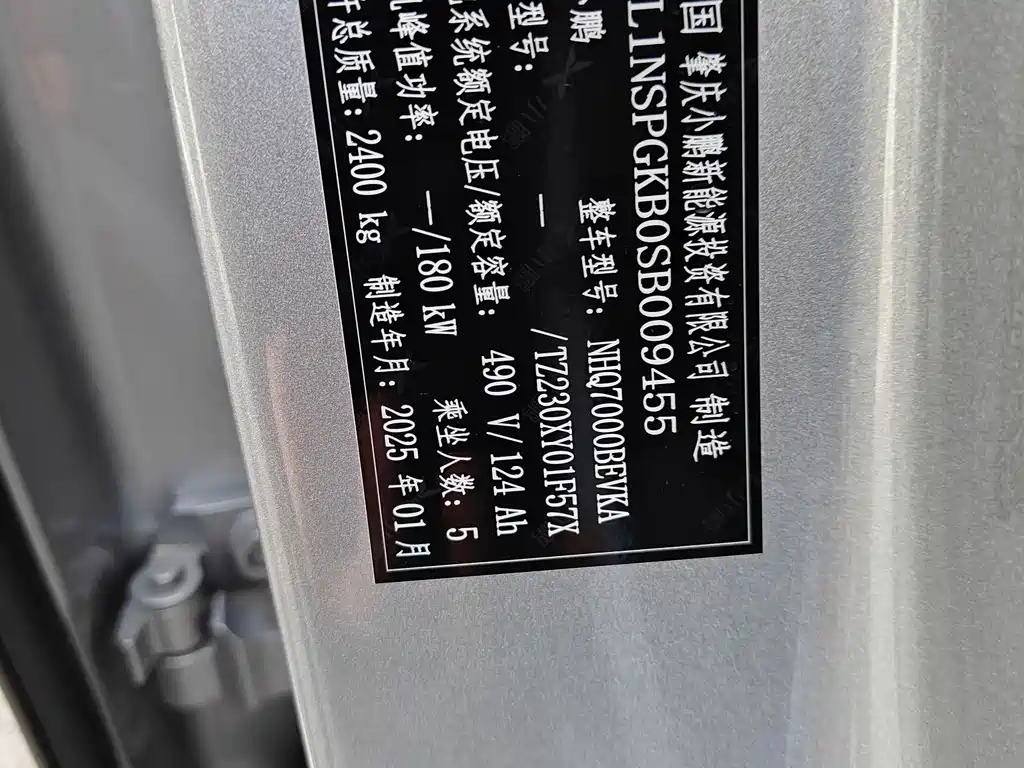 国 肇庆小鹏新能源投资有限公司 制造
L1NSPGKB0SB009455
小鹏 整车型号: NHQ7000BEVKA
型号: — /TZ230XY01F57X
系统额定电压/额定容量: 490 V/124 Ah
机峰值功率: —/180 kW 乘坐人数: 5
车总质量: 2400 kg 制造年月: 2025 年 01 月